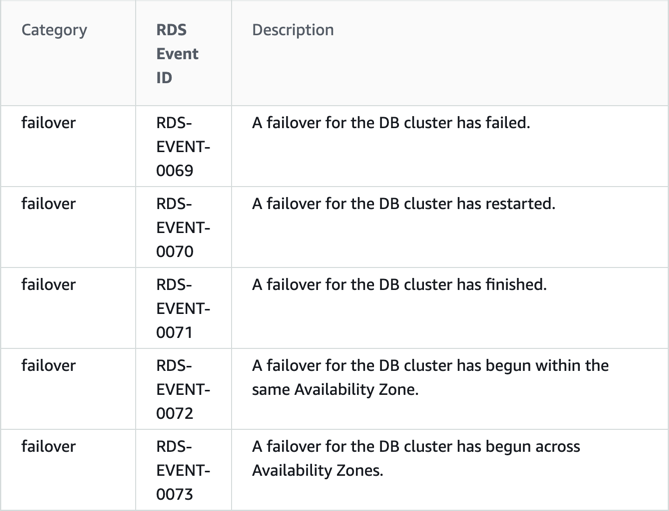 Category
RDS
Event
ID
Description
failover
RDS-
EVENT-
0069
A failover for the DB cluster has failed.
failover
RDS-
EVENT-
0070
A failover for the DB cluster has restarted.
failover
RDS-
EVENT-
0071
A failover for the DB cluster has finished.
failover
RDS-
EVENT-
0072
A failover for the DB cluster has begun within the
same Availability Zone.
failover
RDS-
EVENT-
0073
A failover for the DB cluster has begun across
Availability Zones.